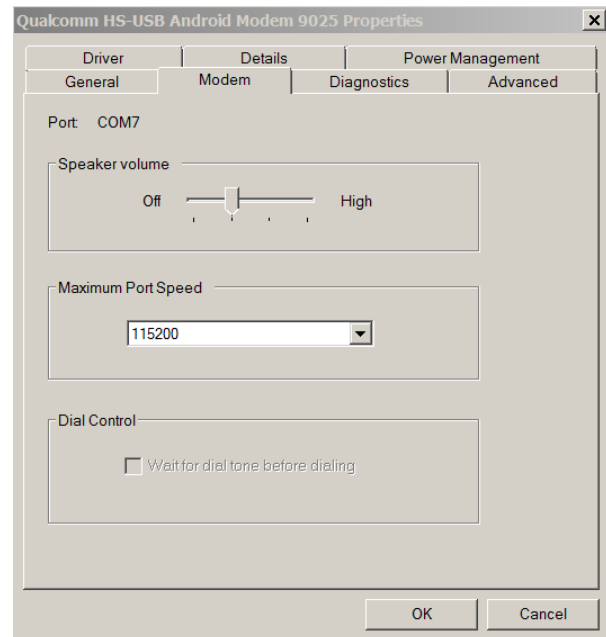 Qualcomm HS-USB Android Modem 9025 Properties
Driver Details Power Management
General Modem Diagnostics Advanced
Port: COM7
Speaker volume
Off High
Maximum Port Speed
115200
Dial Control
Wait for dial tone before dialing
OK Cancel